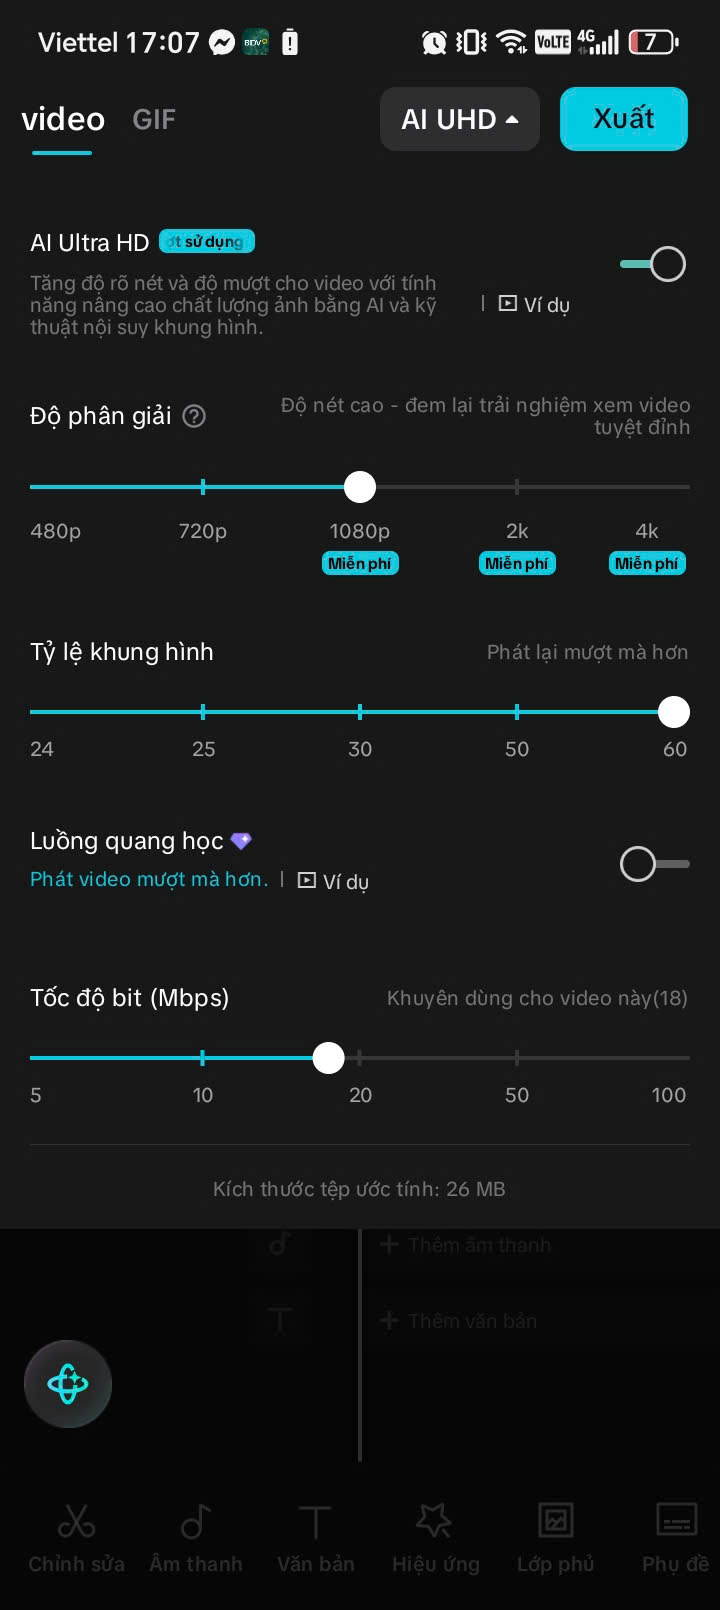 Viettel 17:07 BIDV VoLTE 4G 7
video GIF AI UHD Xuất
AI Ultra HD ợt sử dụng
Tăng độ rõ nét và độ mượt cho video với tính
năng nâng cao chất lượng ảnh bằng AI và kỹ
thuật nội suy khung hình.
Ví dụ
Độ phân giải
Độ nét cao - đem lại trải nghiệm xem video
tuyệt đỉnh
480p 720p 1080p 2k 4k
Miễn phí Miễn phí Miễn phí
Tỷ lệ khung hình Phát lại mượt mà hơn
24 25 30 50 60
Luồng quang học
Phát video mượt mà hơn. Ví dụ
Tốc độ bit (Mbps) Khuyên dùng cho video này(18)
5 10 20 50 100
Kích thước tệp ước tính: 26 MB
Thêm âm thanh
Thêm văn bản
Chỉnh sửa Âm thanh Văn bản Hiệu ứng Lớp phủ Phụ đề